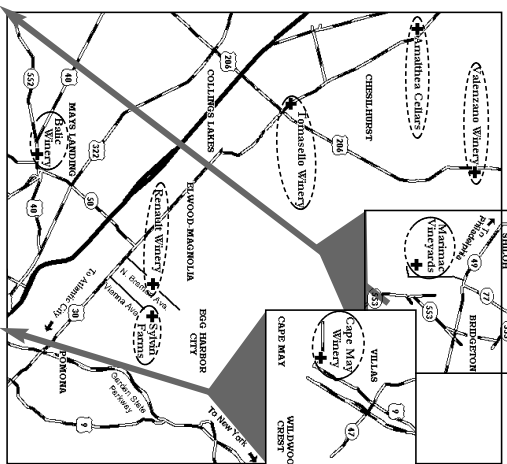 206
552
40
Amalthea Cellars
Valenzano Winery
COLLINGS LAKES
CHESILHURST
MAYS LANDING
Balic
Winery
Tomasello Winery
322
206
50
40
ELWOOD-MAGNOLIA
Renault Winery
To
Philadelphia
Marimac
Vineyards
49
77
553
553
BRIDGETON
To Atlantic City
N. Bremen Ave
Vienna Ave.
30
Sylvin
Farms
EGG HARBOR
CITY
CAPE MAY
Cape May
Winery
VILLAS
POMONA
Garden State
Parkway
9
To New York
9
47
WILDWOO
CREST